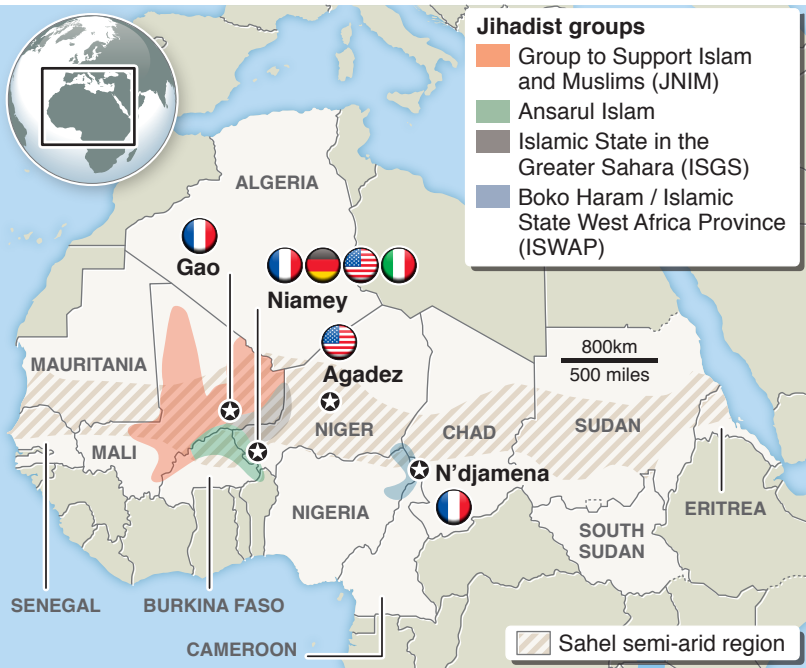 Jihadist groups
Group to Support Islam
and Muslims (JNIM)
Ansarul Islam
Islamic State in the
Greater Sahara (ISGS)
Boko Haram / Islamic
State West Africa Province
(ISWAP)
ALGERIA
Gao
Niamey
Agadez
800km
500 miles
MAURITANIA
MALI
NIGER
CHAD
SUDAN
N'djamena
NIGERIA
ERITREA
SOUTH
SUDAN
SENEGAL
BURKINA FASO
CAMEROON
Sahel semi-arid region